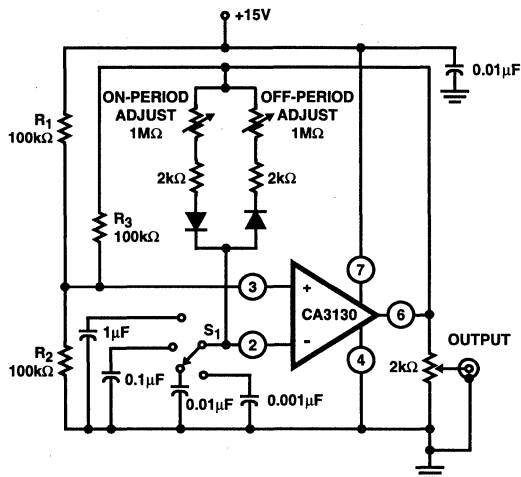 +15V
0.01μF
ON-PERIOD
ADJUST
1MΩ
OFF-PERIOD
ADJUST
1MΩ
R1
100kΩ
2kΩ
2kΩ
R3
100kΩ
7
3
+
CA3130
6
S1
2
-
4
1μF
R2
100kΩ
0.1μF
0.01μF
0.001μF
OUTPUT
2kΩ